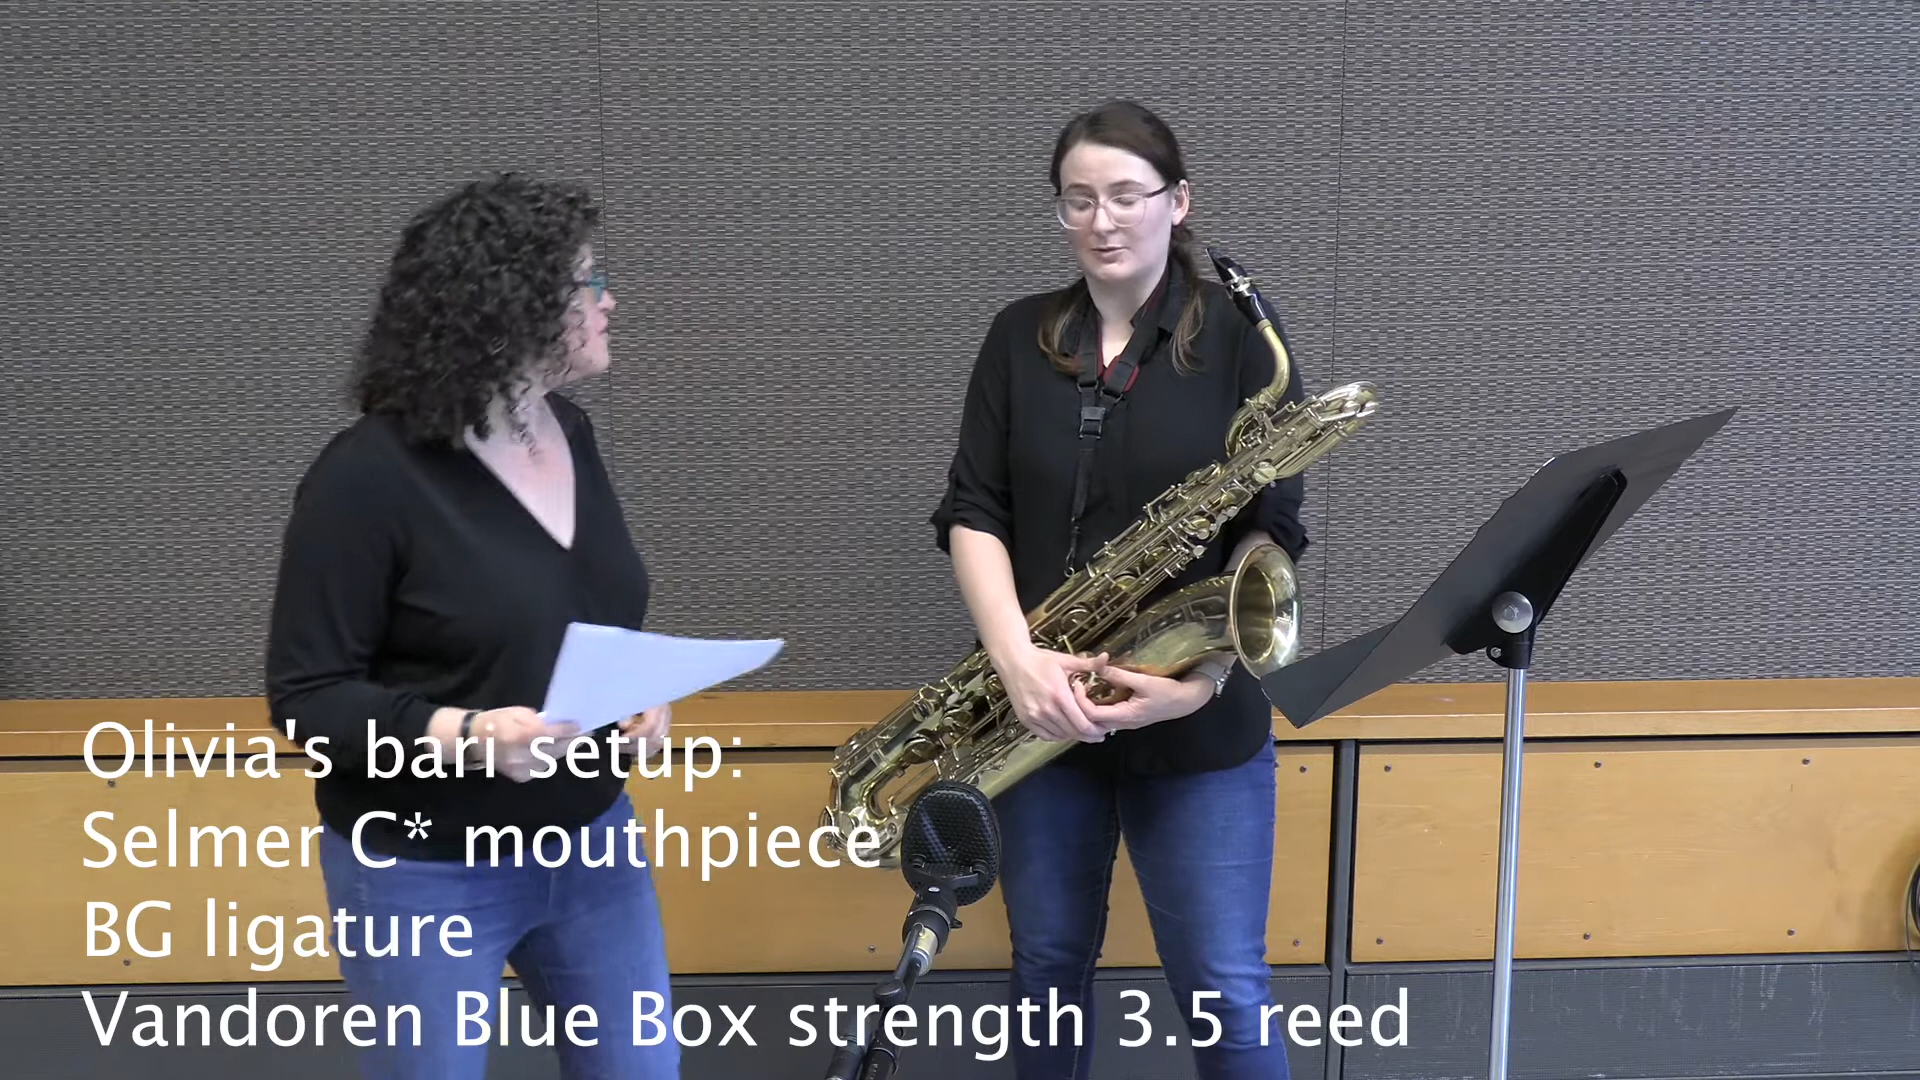 Olivia's bari setup:
Selmer C* mouthpiece
BG ligature
Vandoren Blue Box strength 3.5 reed